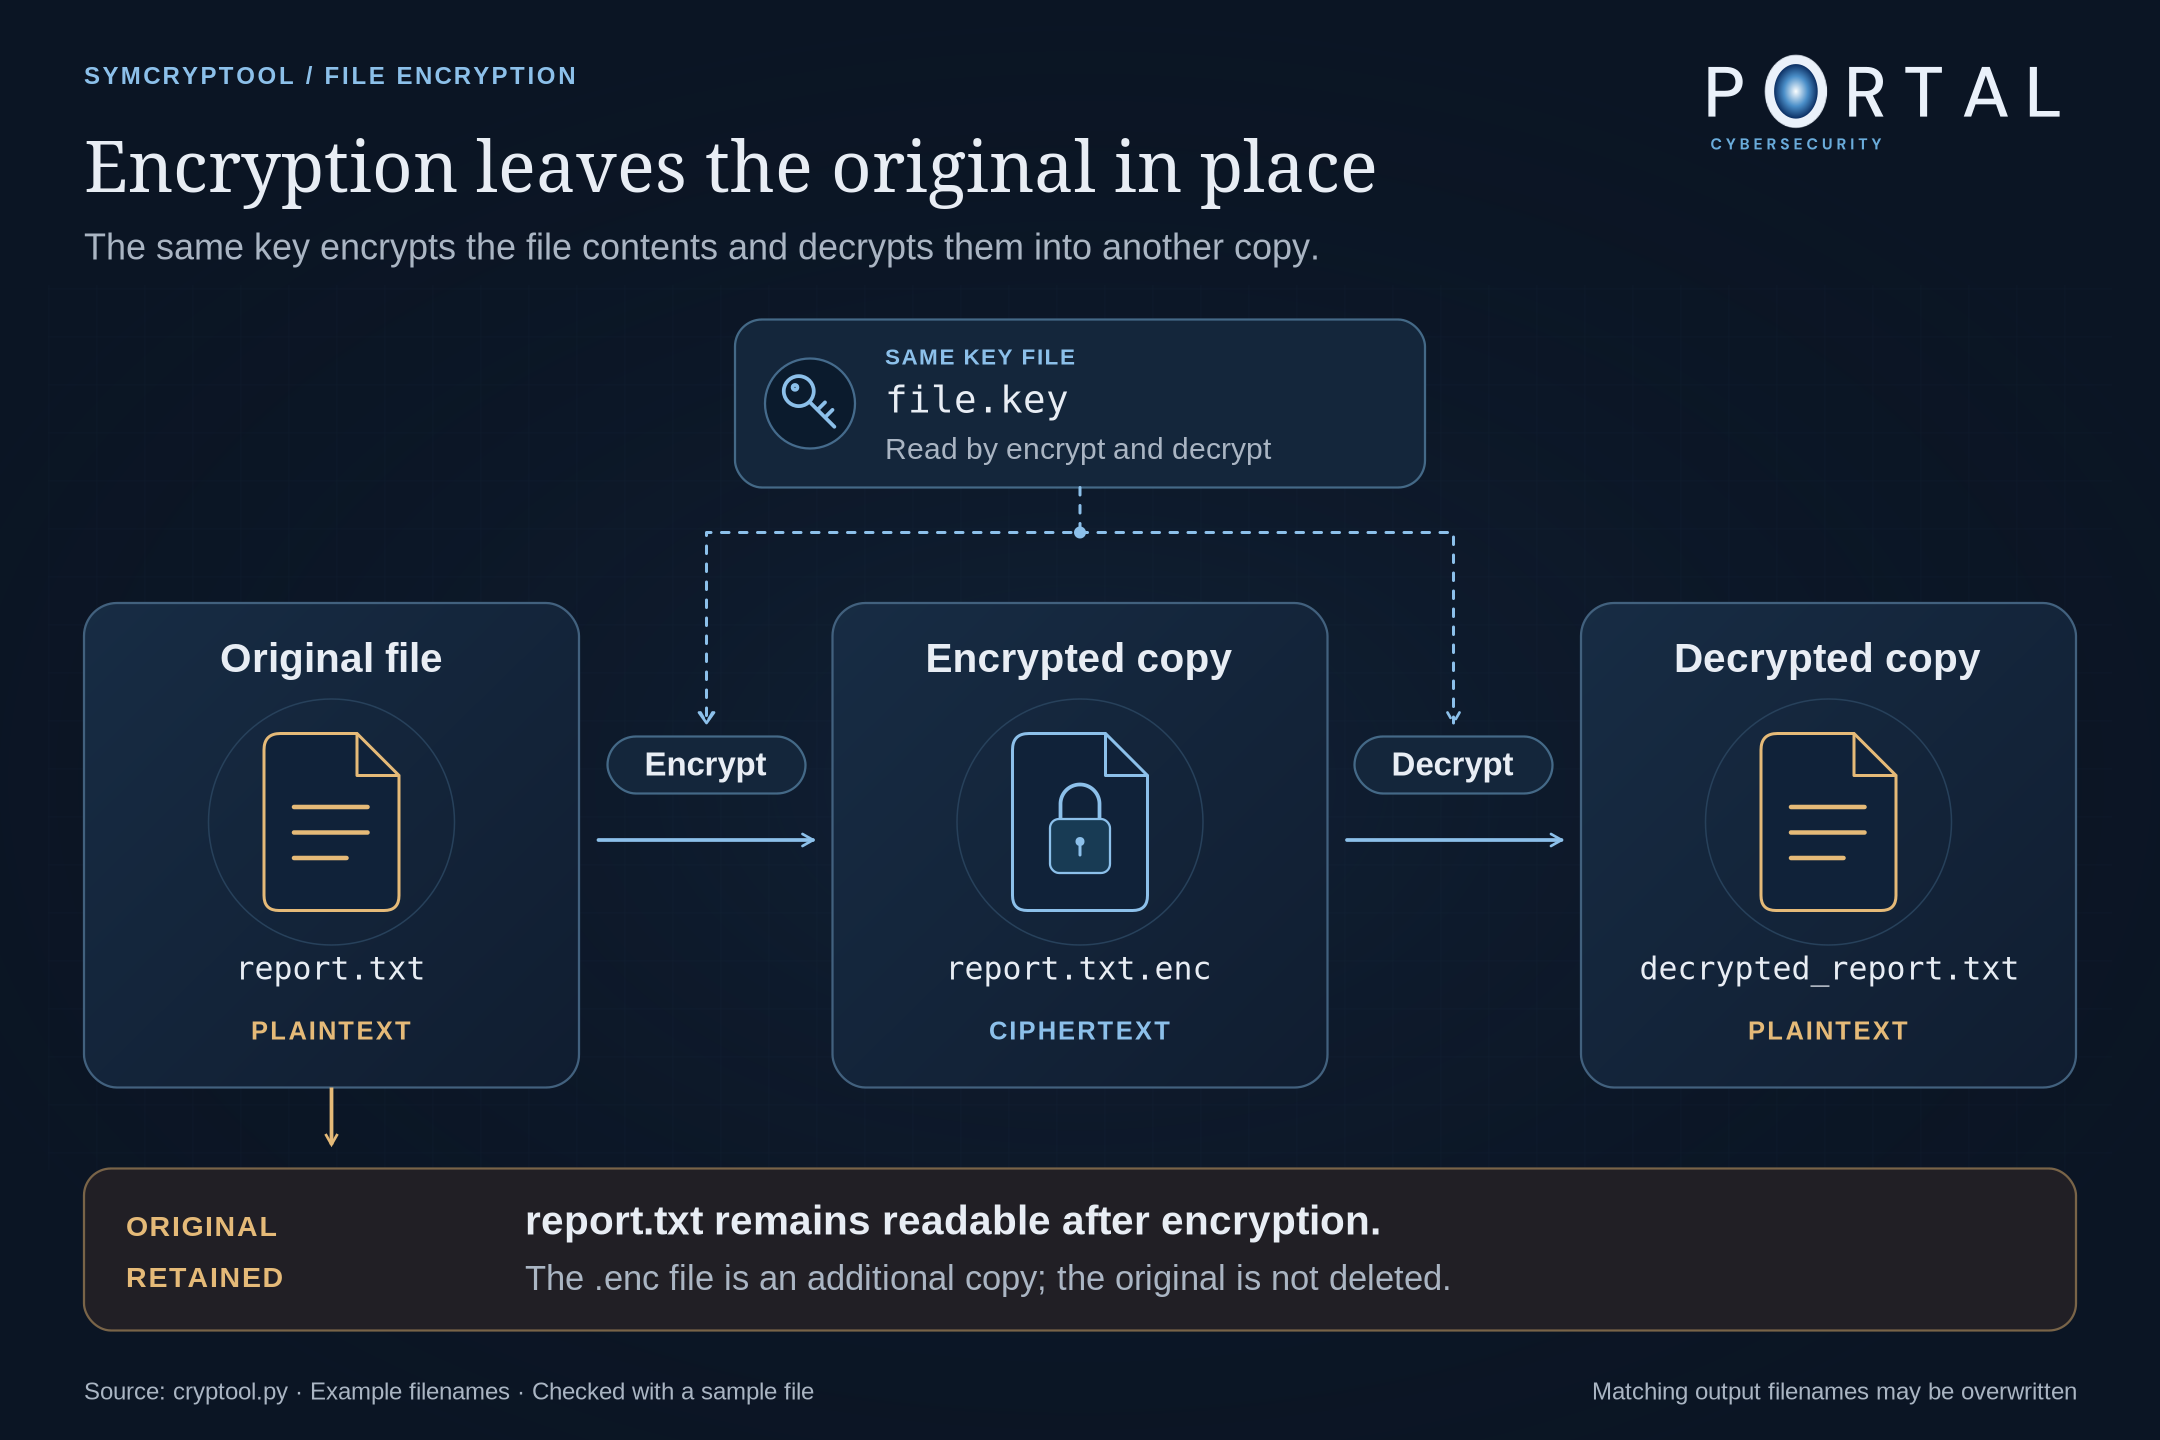 SYMCRYPTOOL / FILE ENCRYPTION
PORTAL
CYBERSECURITY
Encryption leaves the original in place
The same key encrypts the file contents and decrypts them into another copy.
SAME KEY FILE
file.key
Read by encrypt and decrypt
Original file
report.txt
PLAINTEXT
Encrypt
Encrypted copy
report.txt.enc
CIPHERTEXT
Decrypt
Decrypted copy
decrypted_report.txt
PLAINTEXT
ORIGINAL
RETAINED
report.txt remains readable after encryption.
The .enc file is an additional copy; the original is not deleted.
Source: cryptool.py · Example filenames · Checked with a sample file
Matching output filenames may be overwritten